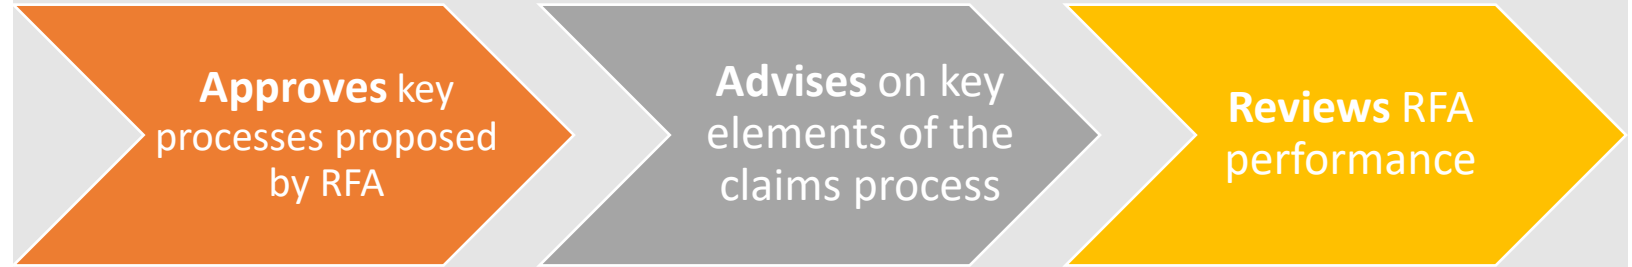 Approves key
processes proposed
by RFA
Advises on key
elements of the
claims process
Reviews RFA
performance